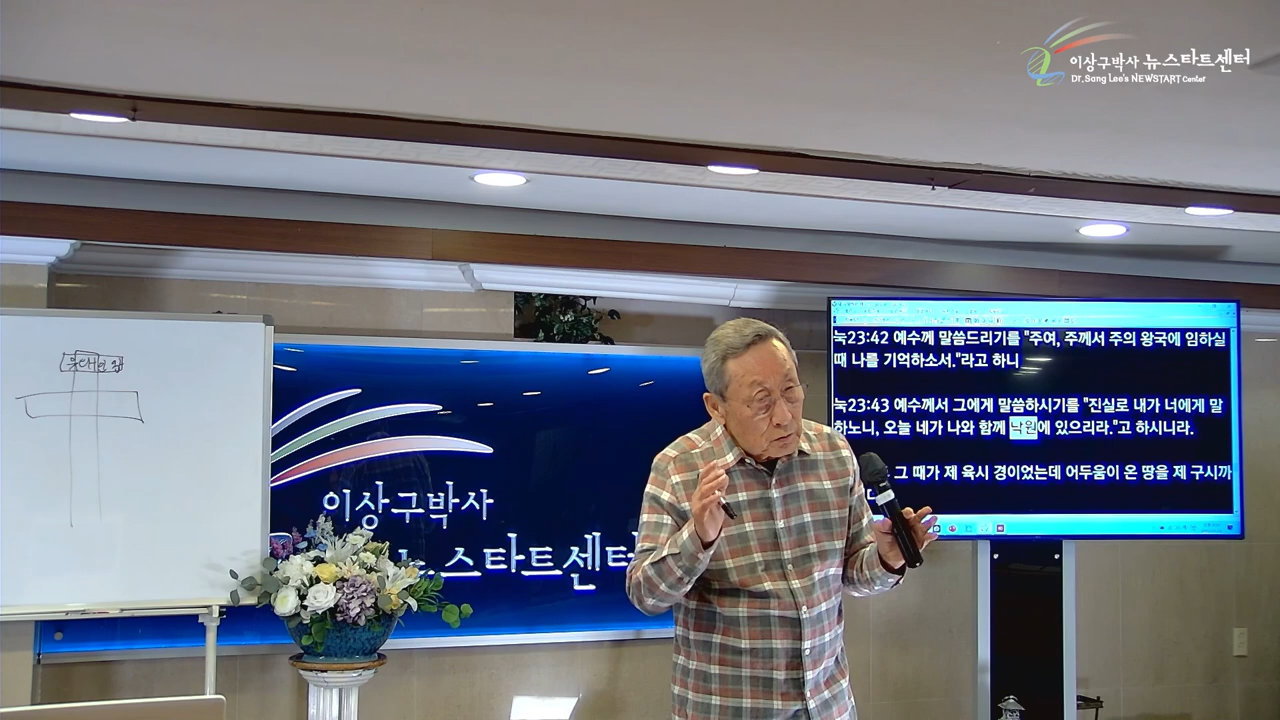 이상구박사 뉴스타트센터
Dr. Sang Lee's NEWSTART Center
눅23:42 예수께 말씀드리기를 "주여, 주께서 주의 왕국에 임하실
때 나를 기억하소서."라고 하니
눅23:43 예수께서 그에게 말씀하시기를 "진실로 내가 너에게 말
하노니, 오늘 네가 나와 함께 낙원에 있으리라."고 하시니라.
그 때가 제 육시 경이었는데 어두움이 온 땅을 제 구시까
이상구박사
뉴스타트센터